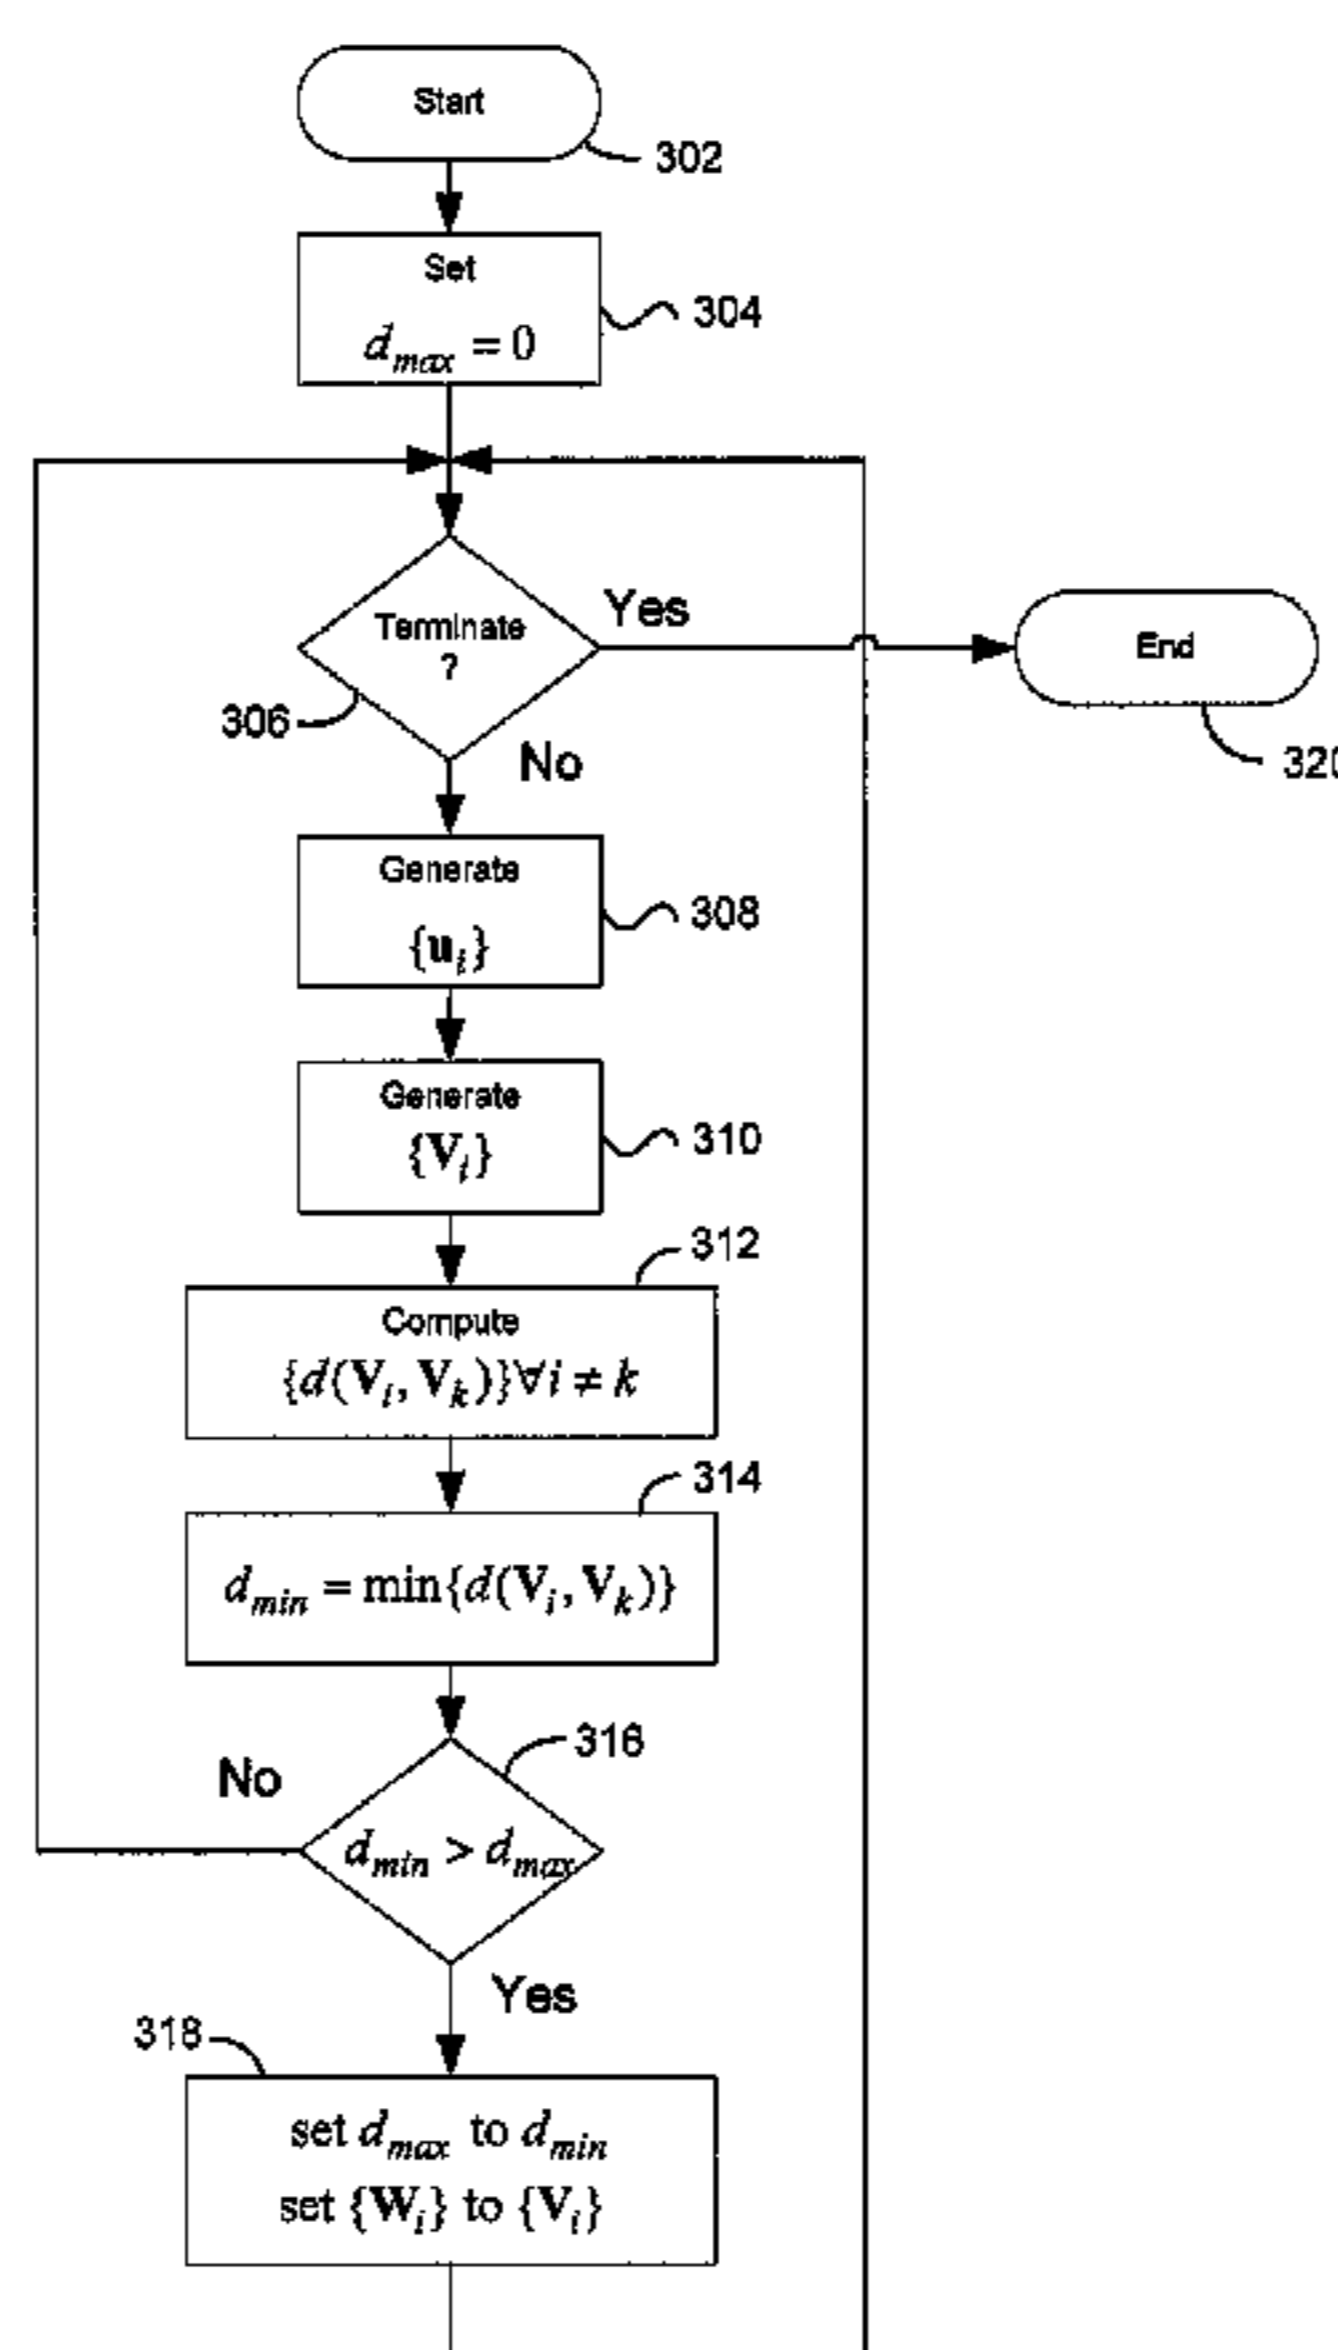 Start
302
Set
d_max = 0
304
Terminate
?
Yes
306
No
End
320
Generate
{u_i}
308
Generate
{V_i}
310
312
Compute
{d(V_i, V_k)}∀i ≠ k
314
d_min = min{d(V_i, V_k)}
316
No
d_min > d_max
Yes
318
set d_max to d_min
set {W_i} to {V_i}